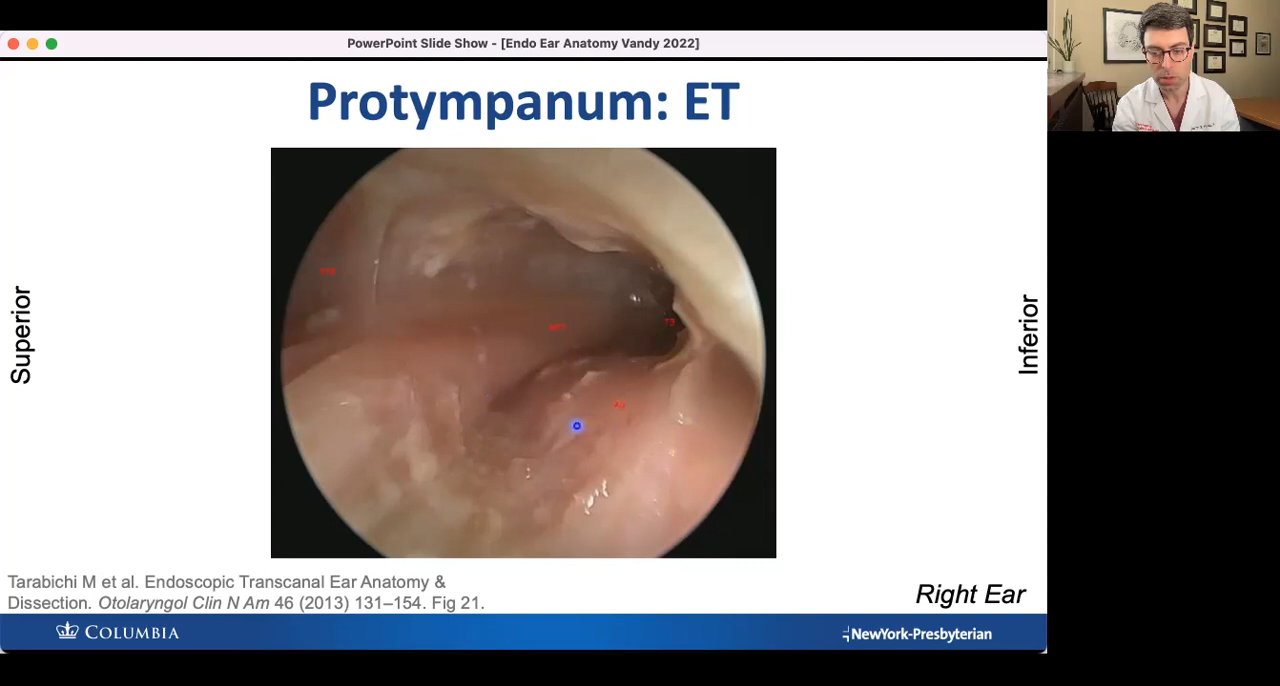 PowerPoint Slide Show - [Endo Ear Anatomy Vandy 2022]
Protympanum: ET
Superior
Inferior
Tarabichi M et al. Endoscopic Transcanal Ear Anatomy &
Dissection. Otolaryngol Clin N Am 46 (2013) 131–154. Fig 21.
Right Ear
COLUMBIA
NewYork-Presbyterian